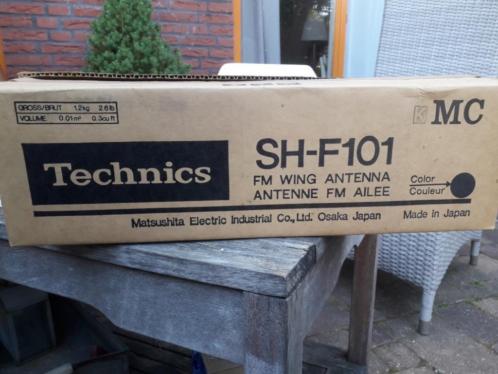 GROSS/BRUT 1.2kg 2.6lb
VOLUME 0.01m³ 0.3cu ft
MC
Technics
SH-F101
FM WING ANTENNA
ANTENNE FM AILEE
Color
Couleur
Matsushita Electric Industrial Co., Ltd. Osaka Japan
Made in Japan